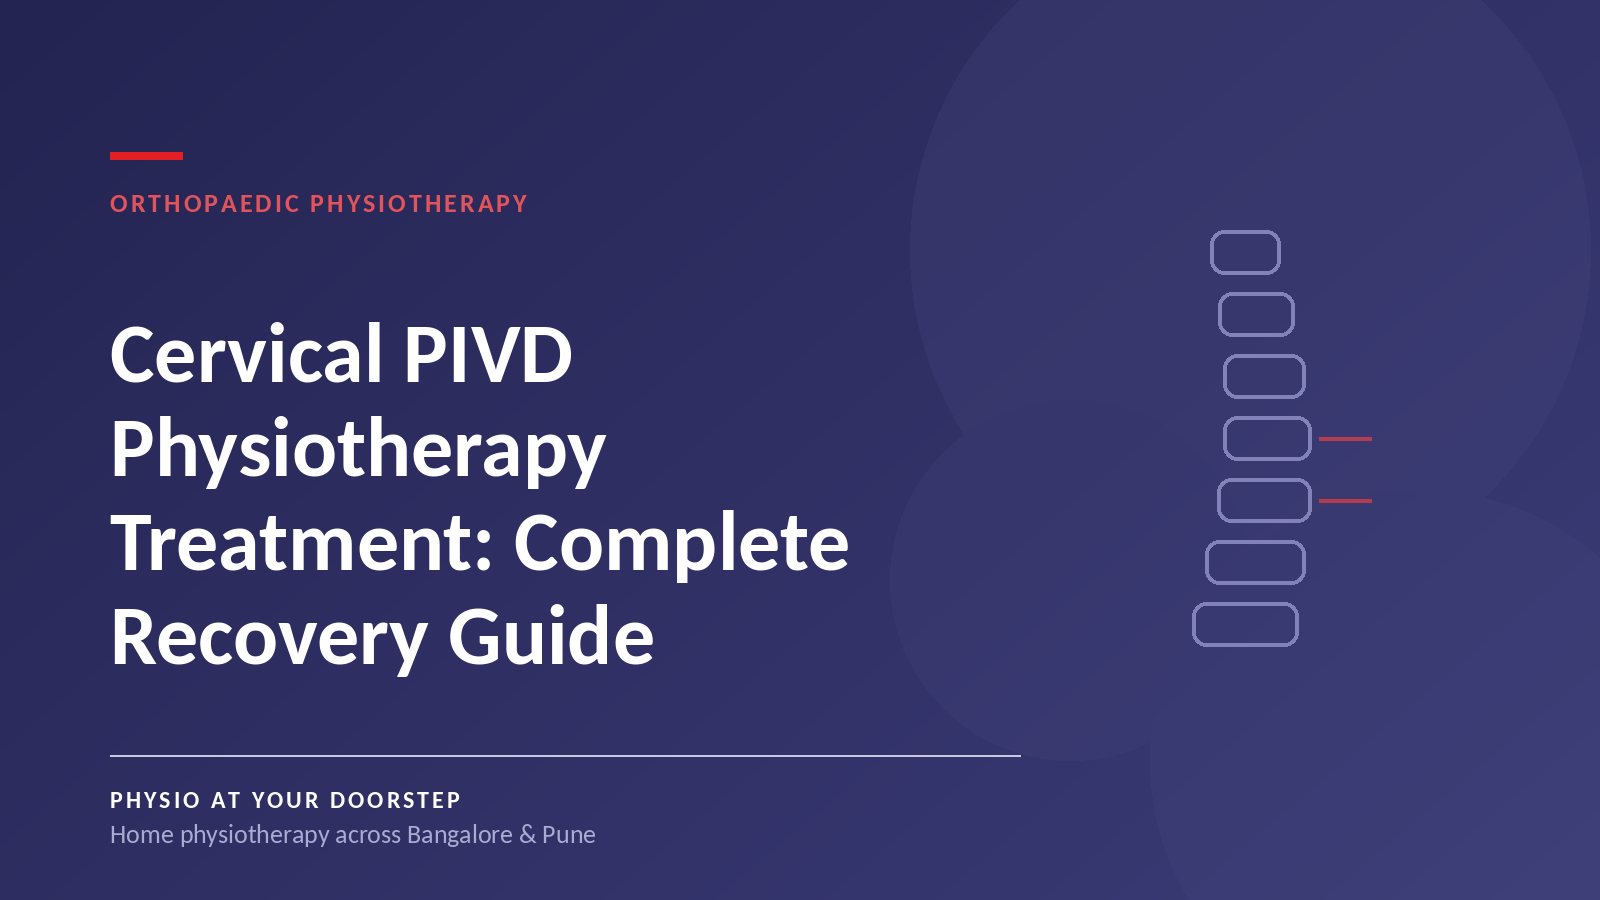 ORTHOPAEDIC PHYSIOTHERAPY
Cervical PIVD
Physiotherapy
Treatment: Complete
Recovery Guide
PHYSIO AT YOUR DOORSTEP
Home physiotherapy across Bangalore & Pune